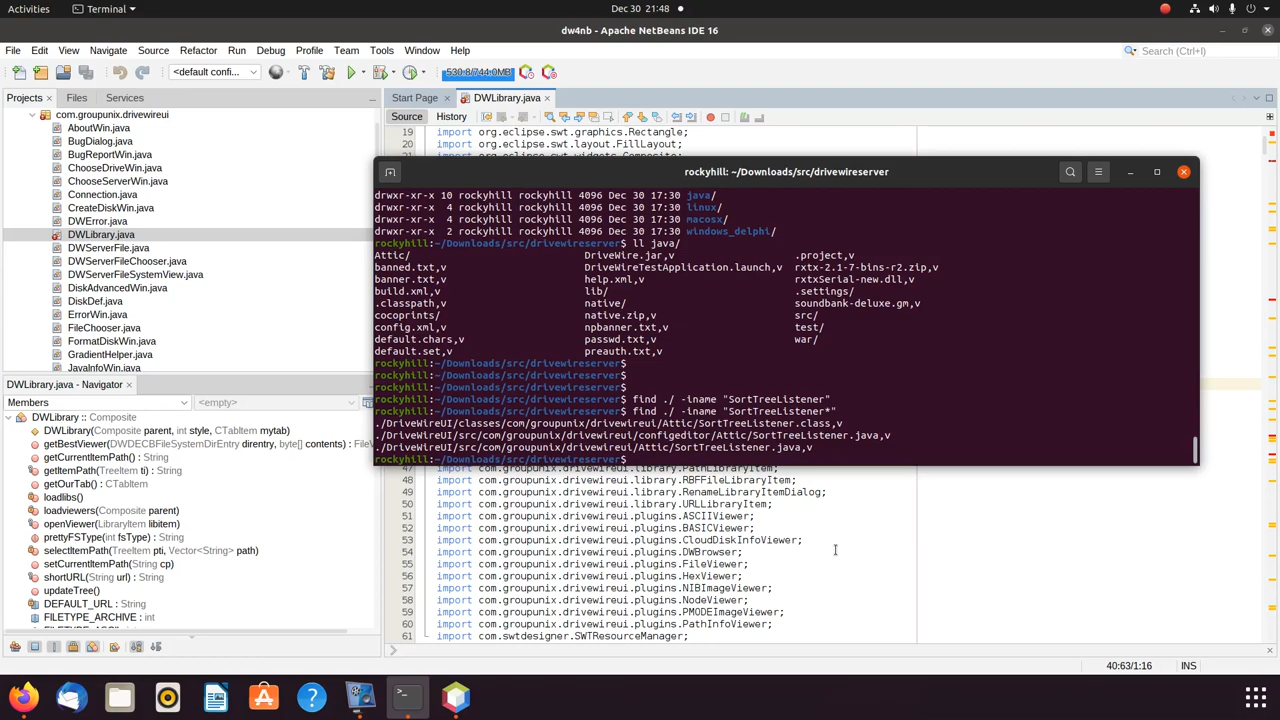 Activities
Terminal
Dec 30 21:48
dw4nb - Apache NetBeans IDE 16
File Edit View Navigate Source Refactor Run Debug Profile Team Tools Window Help
Search (Ctrl+I)
<default confi...
530.8/744.0MB
Projects
Files
Services
Start Page
DWLibrary.java
Source
History
com.groupunix.drivewireui
AboutWin.java
BugDialog.java
BugReportWin.java
ChooseDriveWin.java
ChooseServerWin.java
Connection.java
CreateDiskWin.java
DWError.java
DWLibrary.java
DWServerFile.java
DWServerFileChooser.java
DWServerFileSystemView.java
DiskAdvancedWin.java
DiskDef.java
ErrorWin.java
FileChooser.java
FormatDiskWin.java
GradientHelper.java
19 import org.eclipse.swt.graphics.Rectangle;
20 import org.eclipse.swt.layout.FillLayout;
import org.eclipse.swt.widgets.Composite;
rockyhill: ~/Downloads/src/drivewireserver
drwxr-xr-x 10 rockyhill rockyhill 4096 Dec 30 17:30 java/
drwxr-xr-x  4 rockyhill rockyhill 4096 Dec 30 17:30 linux/
drwxr-xr-x  4 rockyhill rockyhill 4096 Dec 30 17:30 macosx/
drwxr-xr-x  2 rockyhill rockyhill 4096 Dec 30 17:30 windows_delphi/
rockyhill:~/Downloads/src/drivewireserver$ ll java/
Attic/ DriveWire.jar,v .project,v
banned.txt,v DriveWireTestApplication.launch,v rxtx-2.1-7-bins-r2.zip,v
banner.txt,v help.xml,v rxtxSerial-new.dll,v
build.xml,v lib/ .settings/
.classpath,v native/ soundbank-deluxe.gm,v
cocoprints/ native.zip,v src/
config.xml,v npbanner.txt,v test/
default.chars,v passwd.txt,v war/
default.set,v preauth.txt,v
rockyhill:~/Downloads/src/drivewireserver$
rockyhill:~/Downloads/src/drivewireserver$
rockyhill:~/Downloads/src/drivewireserver$
rockyhill:~/Downloads/src/drivewireserver$ find ./ -iname "SortTreeListener"
rockyhill:~/Downloads/src/drivewireserver$ find ./ -iname "SortTreeListener*"
./DriveWireUI/classes/com/groupunix/drivewireui/Attic/SortTreeListener.class,v
./DriveWireUI/src/com/groupunix/drivewireui/configeditor/Attic/SortTreeListener.java,v
./DriveWireUI/src/com/groupunix/drivewireui/Attic/SortTreeListener.java,v
rockyhill:~/Downloads/src/drivewireserver$
47 import com.groupunix.drivewireui.library.PathLibraryItem;
48 import com.groupunix.drivewireui.library.RBFFileLibraryItem;
49 import com.groupunix.drivewireui.library.RenameLibraryItemDialog;
50 import com.groupunix.drivewireui.library.URLLibraryItem;
51 import com.groupunix.drivewireui.plugins.ASCIIViewer;
52 import com.groupunix.drivewireui.plugins.BASICViewer;
53 import com.groupunix.drivewireui.plugins.CloudDiskInfoViewer;
54 import com.groupunix.drivewireui.plugins.DWBrowser;
55 import com.groupunix.drivewireui.plugins.FileViewer;
56 import com.groupunix.drivewireui.plugins.HexViewer;
57 import com.groupunix.drivewireui.plugins.NIBImageViewer;
58 import com.groupunix.drivewireui.plugins.NodeViewer;
59 import com.groupunix.drivewireui.plugins.PMODEImageViewer;
60 import com.groupunix.drivewireui.plugins.PathInfoViewer;
61 import com.swtdesigner.SWTResourceManager;
DWLibrary.java - Navigator
Members
<empty>
DWLibrary :: Composite
DWLibrary(Composite parent, int style, CTabItem mytab)
getBestViewer(DWDECBFileSystemDirEntry direntry, byte[] contents) : FileView
getCurrentItemPath()
getItemPath(TreeItem ti) : String
getOurTab() : CTabItem
loadlibs()
loadviewers(Composite parent)
openViewer(LibraryItem libitem)
prettyFSType(int fsType) : String
selectItemPath(TreeItem pti, Vector<String> path)
setCurrentItemPath(String cp)
shortURL(String url) : String
updateTree()
DEFAULT_URL : String
FILETYPE_ARCHIVE : int
40:63/1:16
INS